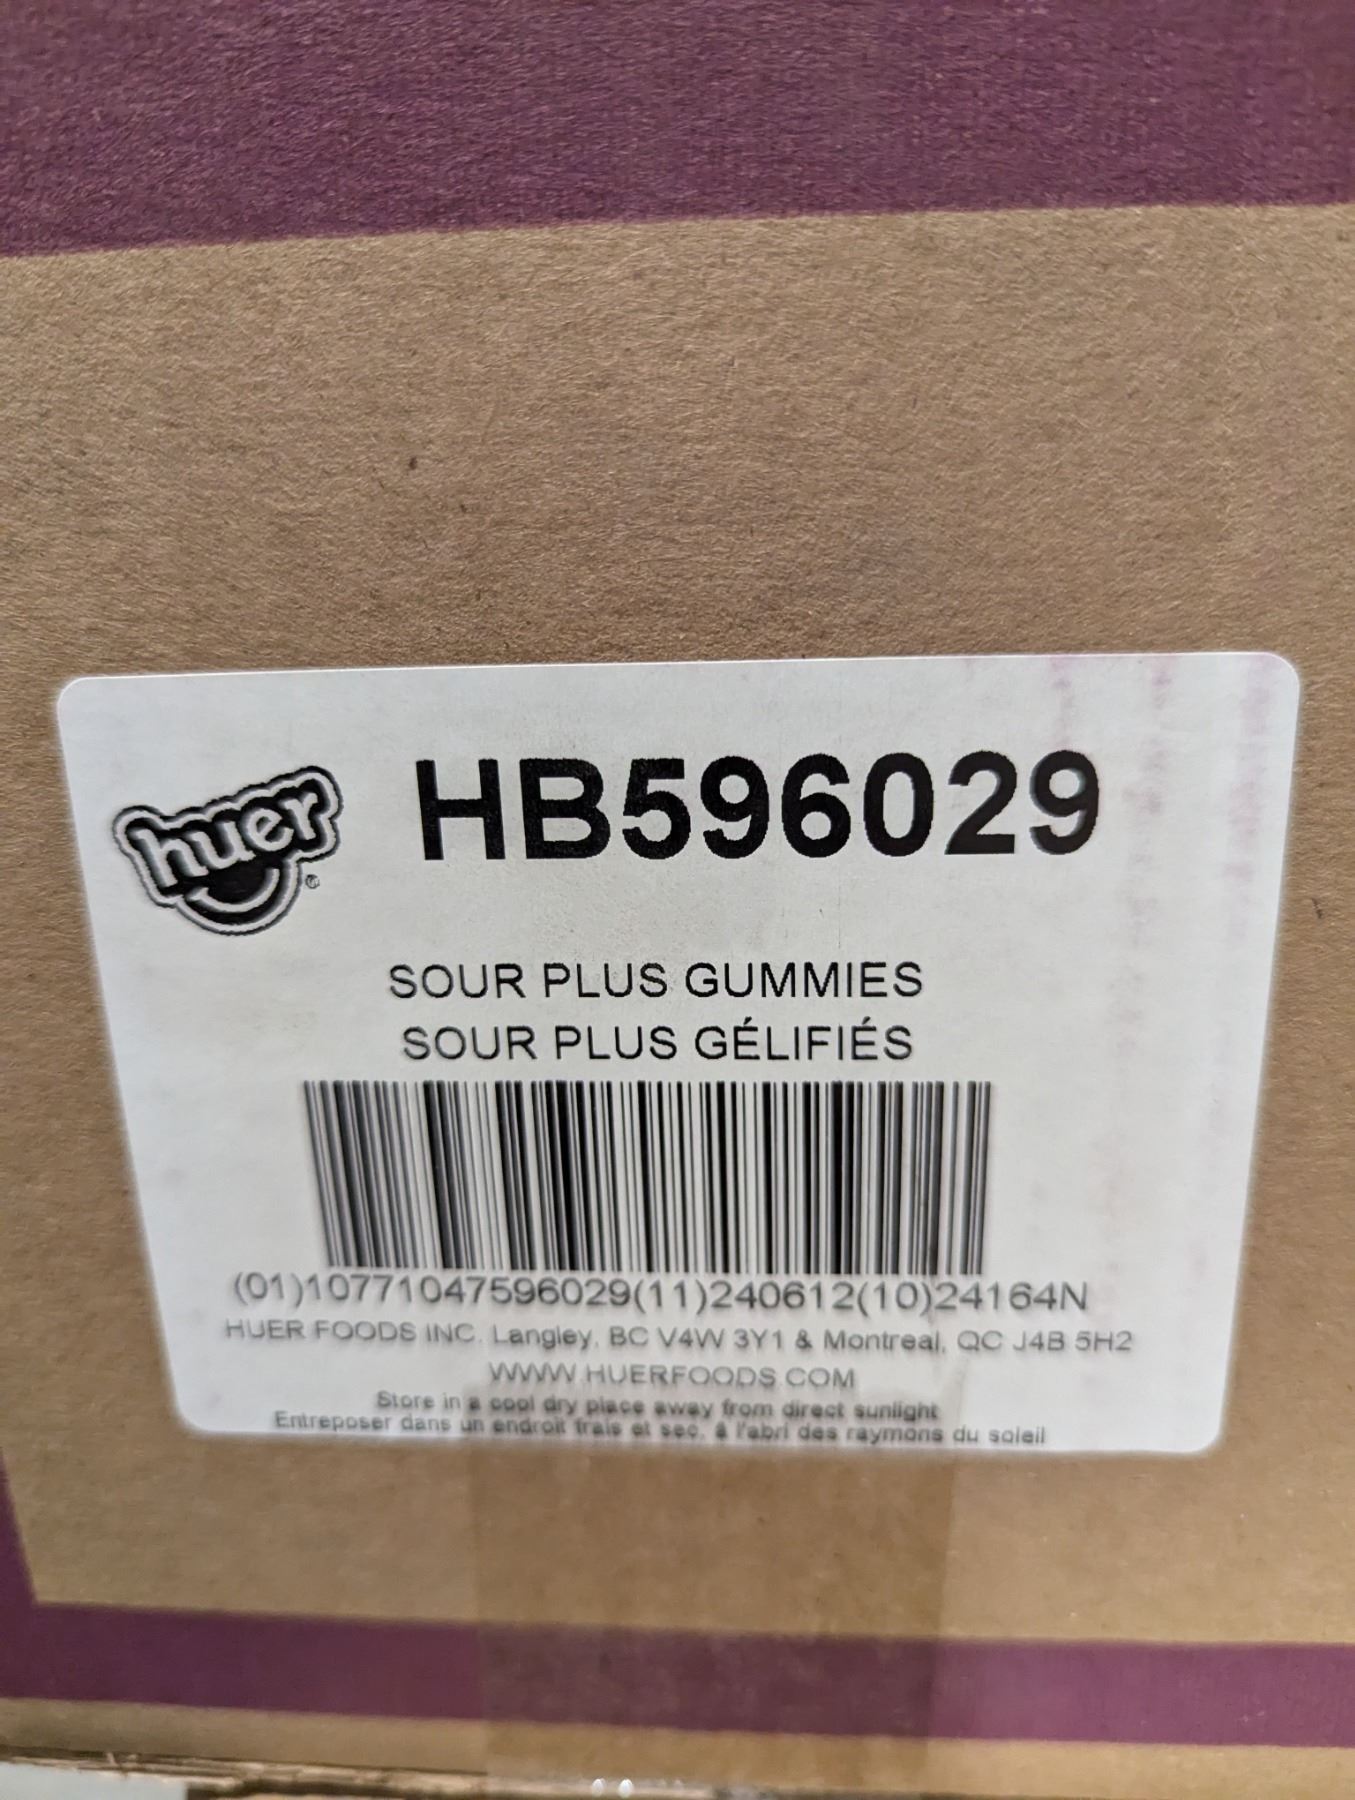 huer®
HB596029
SOUR PLUS GUMMIES
SOUR PLUS GÉLIFIÉS
(01)10771047596029(11)240612(10)24164N
HUER FOODS INC. Langley, BC V4W 3Y1 & Montreal, QC J4B 5H2
WWW.HUERFOODS.COM
Store in a cool dry place away from direct sunlight
Entreposer dans un endroit frais et sec, à l'abri des raymons du soleil